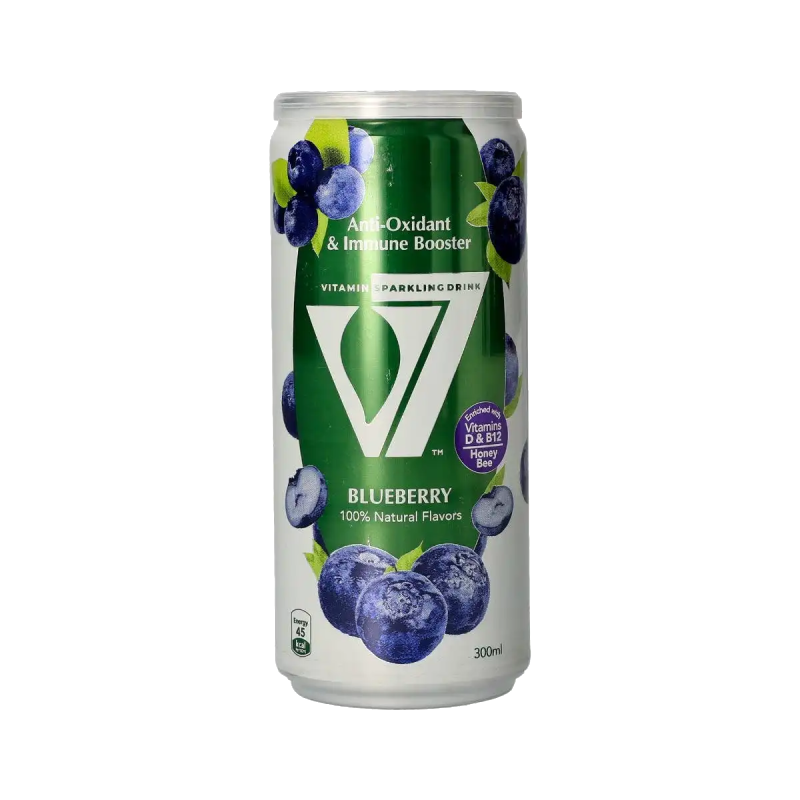 Anti-Oxidant
& Immune Booster
VITAMIN SPARKLING DRINK
V7
TM
Enriched with
Vitamins
D & B12
Honey
Bee
BLUEBERRY
100% Natural Flavors
Energy
45
kcal
300ml